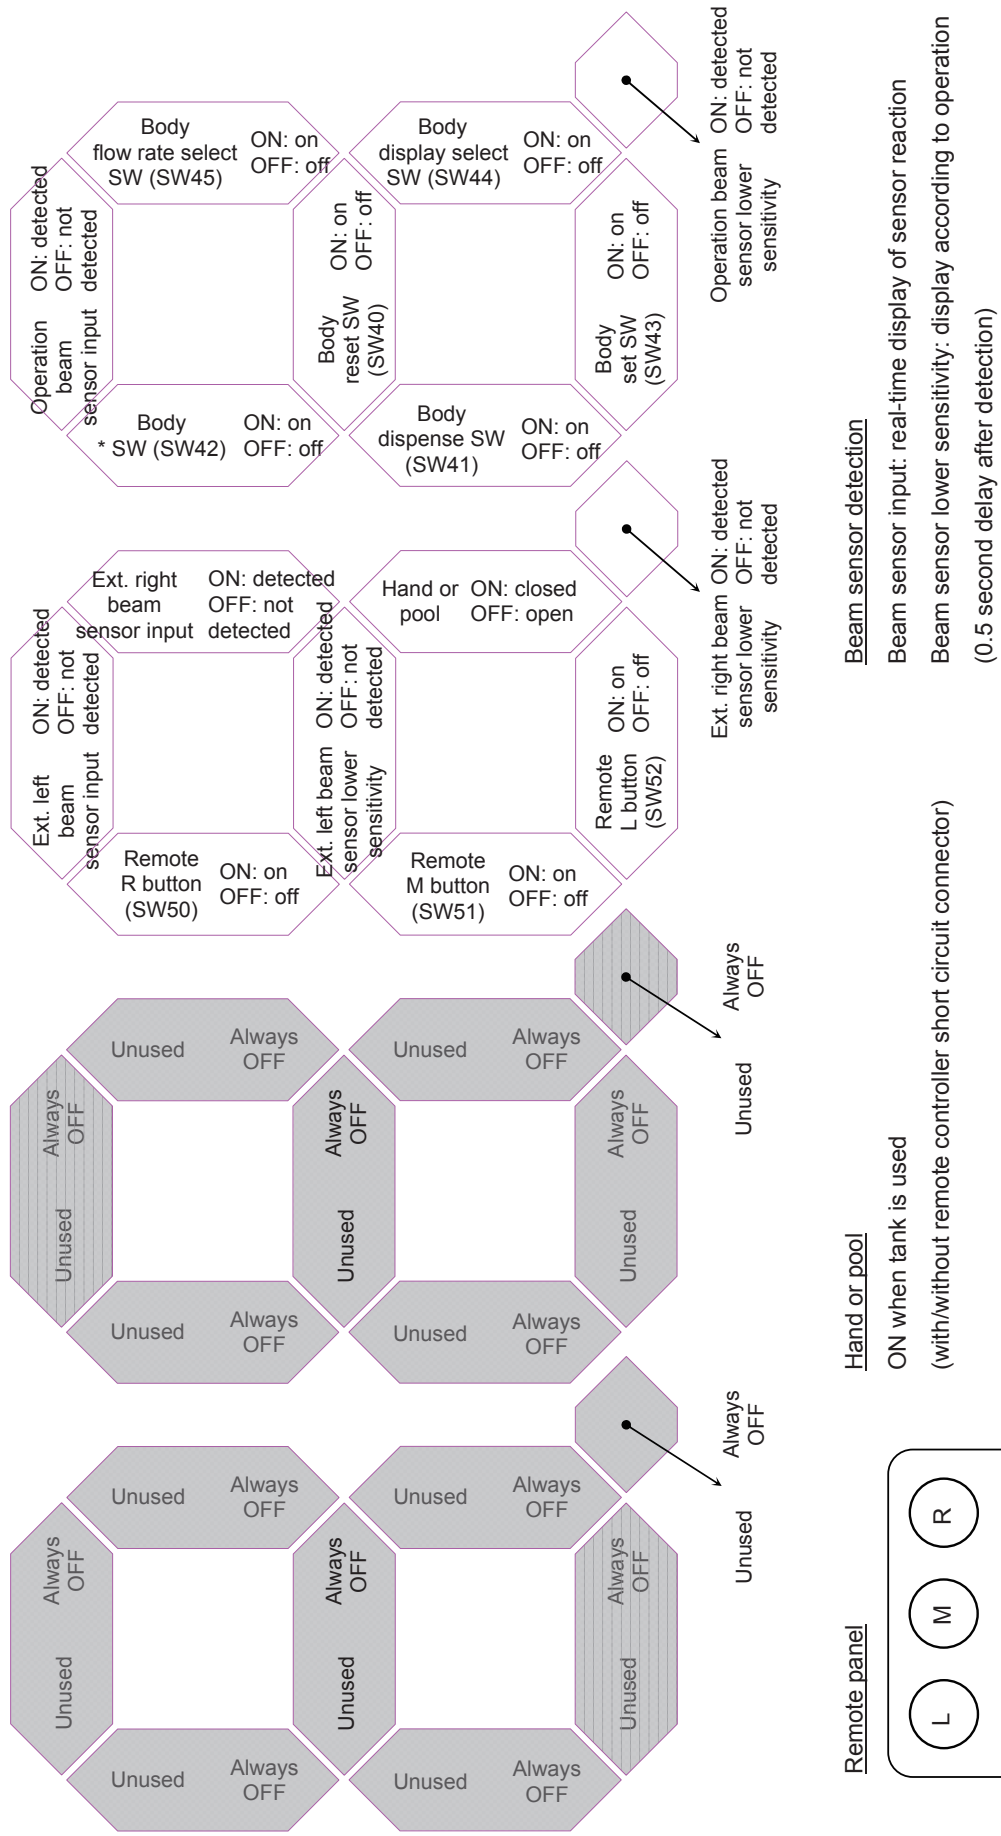 Unused
Always
OFF
Unused
Always
OFF
Unused
Always
OFF
Unused
Always
OFF
Unused
Always
OFF
Unused
Always
OFF
Unused
Always
OFF
Unused
Always
OFF
Unused
Always
OFF
Unused
Always
OFF
Unused
Always
OFF
Unused
Always
OFF
Unused
Always
OFF
Unused
Always
OFF
Unused
Always
OFF
Unused
Always
OFF
Ext. left
beam
sensor input
ON: detected
OFF: not
detected
Remote
R button
(SW50)
ON: on
OFF: off
Ext. right
beam
sensor input
ON: detected
OFF: not
detected
Ext. left beam
sensor lower
sensitivity
ON: detected
OFF: not
detected
Remote
M button
(SW51)
ON: on
OFF: off
Hand or
pool
ON: closed
OFF: open
Remote
L button
(SW52)
ON: on
OFF: off
Ext. right beam
sensor lower
sensitivity
ON: detected
OFF: not
detected
Operation
beam
sensor input
ON: detected
OFF: not
detected
Body
* SW (SW42)
ON: on
OFF: off
Body
flow rate select
SW (SW45)
ON: on
OFF: off
Body
reset SW
(SW40)
ON: on
OFF: off
Body
dispense SW
(SW41)
ON: on
OFF: off
Body
display select
SW (SW44)
ON: on
OFF: off
Body
set SW
(SW43)
ON: on
OFF: off
Operation beam
sensor lower
sensitivity
ON: detected
OFF: not
detected
Remote panel
L M R
Hand or pool
ON when tank is used
(with/without remote controller short circuit connector)
Beam sensor detection
Beam sensor input: real-time display of sensor reaction
Beam sensor lower sensitivity: display according to operation
(0.5 second delay after detection)